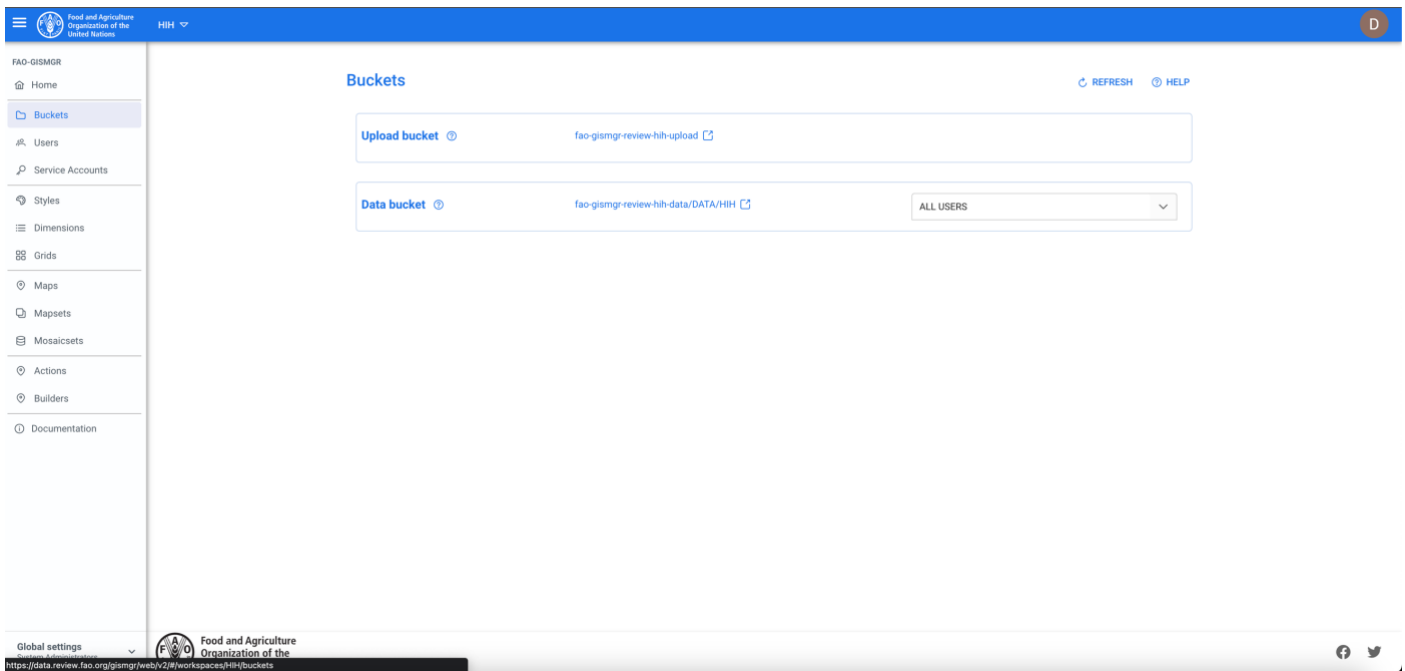 Food and Agriculture
Organization of the
United Nations
HIH
D
FAO-GISMGR
Home
Buckets
Users
Service Accounts
Styles
Dimensions
Grids
Maps
Mapsets
Mosaicsets
Actions
Builders
Documentation
Buckets
REFRESH
HELP
Upload bucket
fao-gismgr-review-hih-upload
Data bucket
fao-gismgr-review-hih-data/DATA/HIH
ALL USERS
Global settings
System Administrators
Food and Agriculture
Organization of the
https://data.review.fao.org/gismgr/web/v2/#/workspaces/HIH/buckets